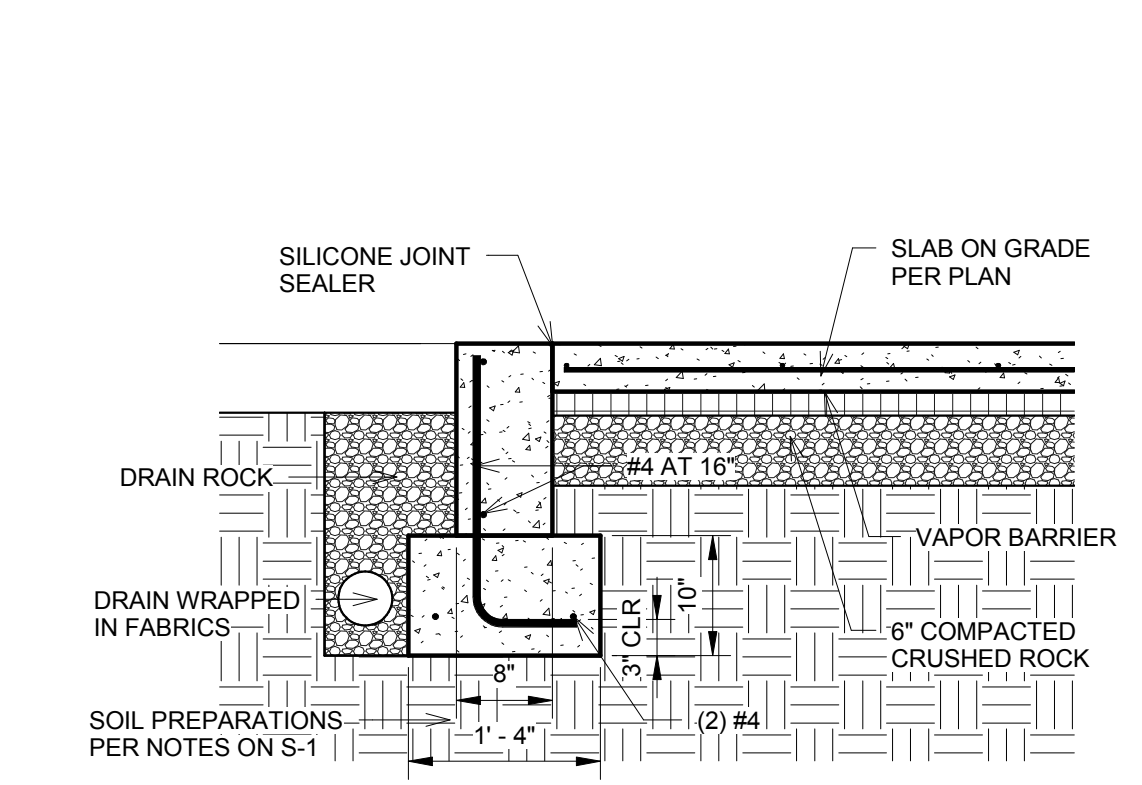 SILICONE JOINT
SEALER
SLAB ON GRADE
PER PLAN
#4 AT 16"
DRAIN ROCK
VAPOR BARRIER
10"
3" CLR
DRAIN WRAPPED
IN FABRICS
6" COMPACTED
CRUSHED ROCK
8"
SOIL PREPARATIONS
PER NOTES ON S-1
(2) #4
1' - 4"